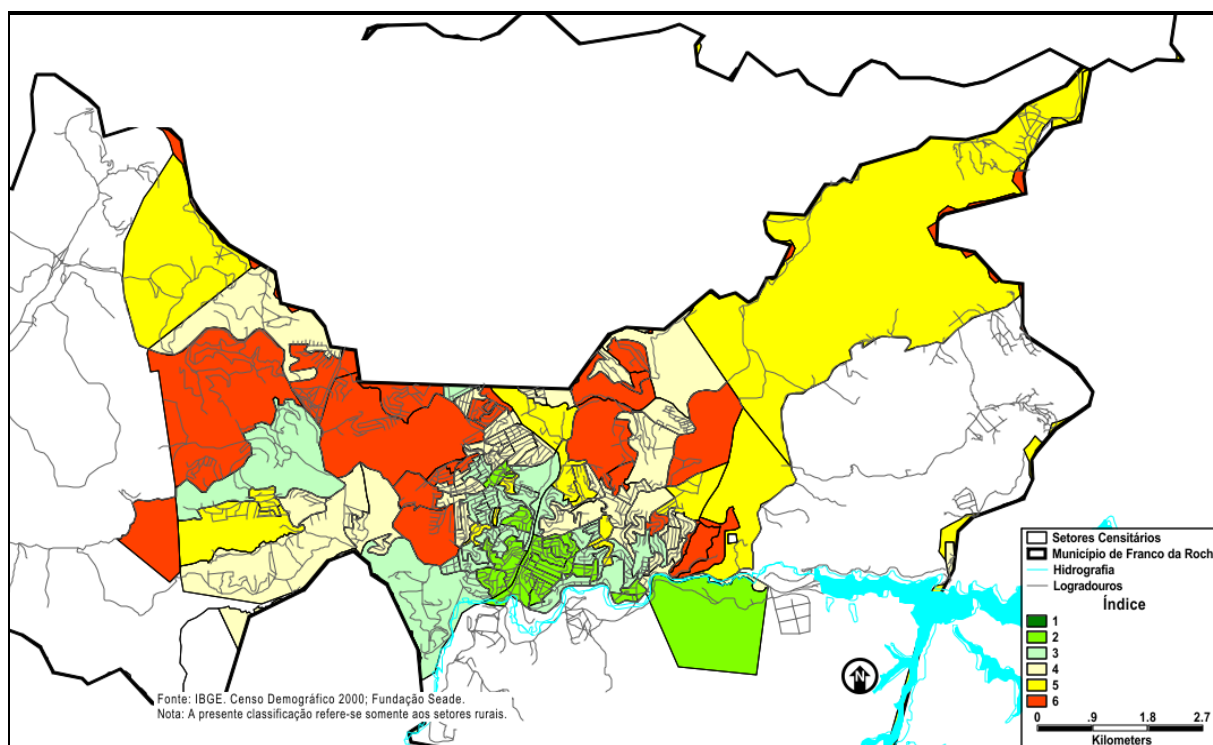 Setores Censitários
Município de Franco da Roch
Hidrografia
Logradouros
Índice
1
2
3
4
5
6
0 .9 1.8 2.7
Kilometers
N
Fonte: IBGE. Censo Demográfico 2000; Fundação Seade.
Nota: A presente classificação refere-se somente aos setores rurais.